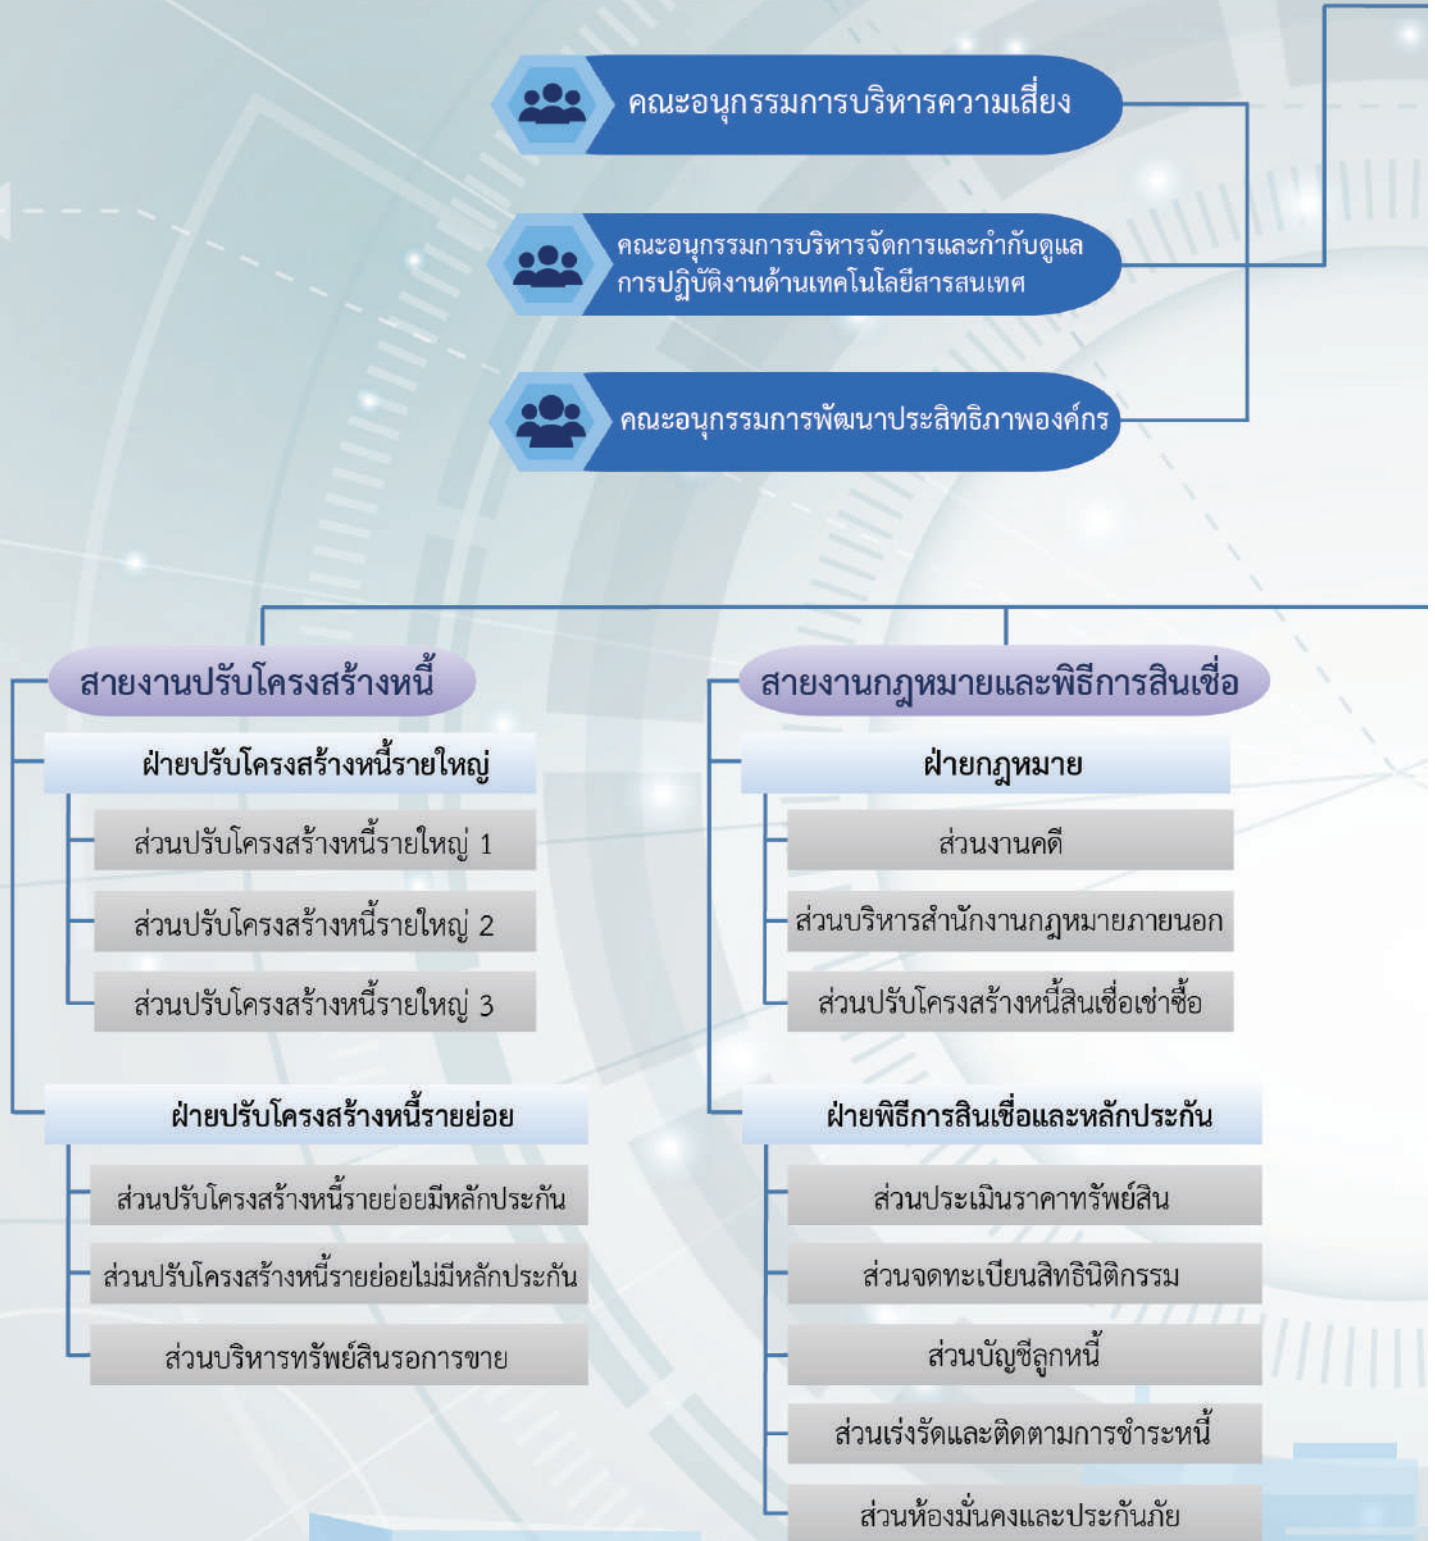 คณะอนุกรรมการบริหารความเสี่ยง
คณะอนุกรรมการบริหารจัดการและกำกับดูแล
การปฏิบัติงานด้านเทคโนโลยีสารสนเทศ
คณะอนุกรรมการพัฒนาประสิทธิภาพองค์กร
สายงานปรับโครงสร้างหนี้
ฝ่ายปรับโครงสร้างหนี้รายใหญ่
ส่วนปรับโครงสร้างหนี้รายใหญ่ 1
ส่วนปรับโครงสร้างหนี้รายใหญ่ 2
ส่วนปรับโครงสร้างหนี้รายใหญ่ 3
ฝ่ายปรับโครงสร้างหนี้รายย่อย
ส่วนปรับโครงสร้างหนี้รายย่อยมีหลักประกัน
ส่วนปรับโครงสร้างหนี้รายย่อยไม่มีหลักประกัน
ส่วนบริหารทรัพย์สินรอการขาย
สายงานกฎหมายและพิธีการสินเชื่อ
ฝ่ายกฎหมาย
ส่วนงานคดี
ส่วนบริหารสำนักงานกฎหมายภายนอก
ส่วนปรับโครงสร้างหนี้สินเชื่อเช่าซื้อ
ฝ่ายพิธีการสินเชื่อและหลักประกัน
ส่วนประเมินราคาทรัพย์สิน
ส่วนจดทะเบียนสิทธินิติกรรม
ส่วนบัญชีลูกหนี้
ส่วนเร่งรัดและติดตามการชำระหนี้
ส่วนห้องมั่นคงและประกันภัย